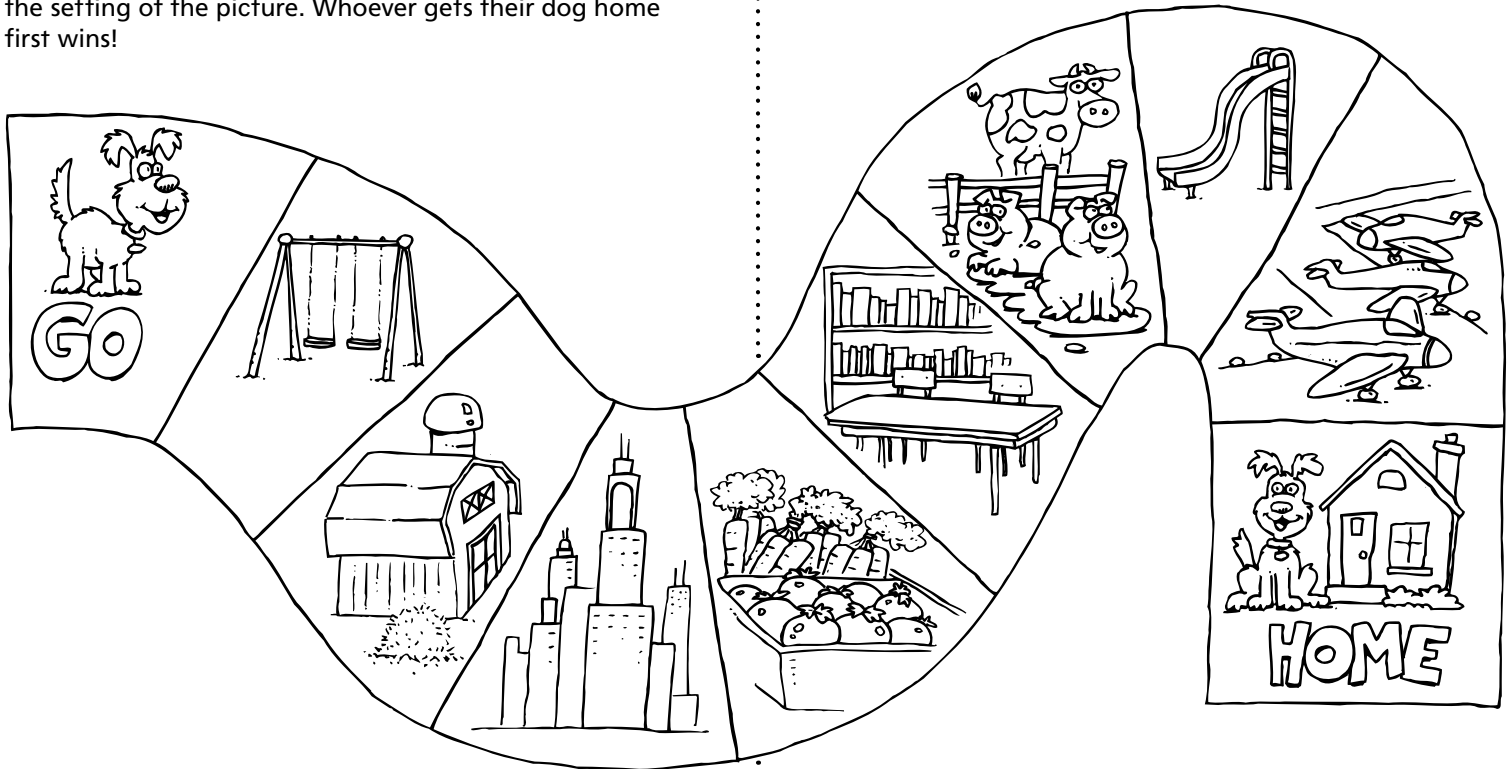 the setting of the picture. Whoever gets their dog home
first wins!
GO
HOME